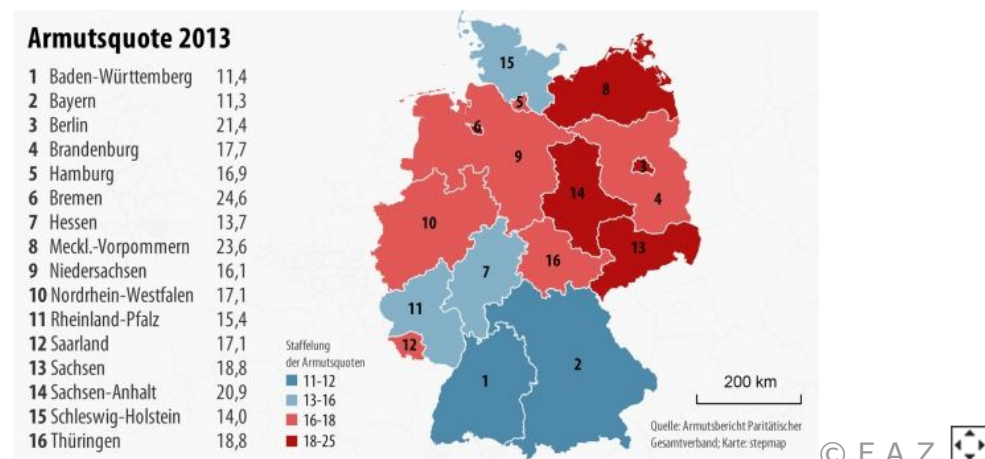 Armutsquote 2013
1 Baden-Württemberg 11,4
2 Bayern 11,3
3 Berlin 21,4
4 Brandenburg 17,7
5 Hamburg 16,9
6 Bremen 24,6
7 Hessen 13,7
8 Meckl.-Vorpommern 23,6
9 Niedersachsen 16,1
10 Nordrhein-Westfalen 17,1
11 Rheinland-Pfalz 15,4
12 Saarland 17,1
13 Sachsen 18,8
14 Sachsen-Anhalt 20,9
15 Schleswig-Holstein 14,0
16 Thüringen 18,8
Staffelung
der Armutsquoten
11-12
13-16
16-18
18-25
15
8
5
6
9
3
4
14
10
13
16
7
11
12
1
2
200 km
Quelle: Armutsbericht Paritätischer
Gesamtverband; Karte: stepmap
© F.A.Z.